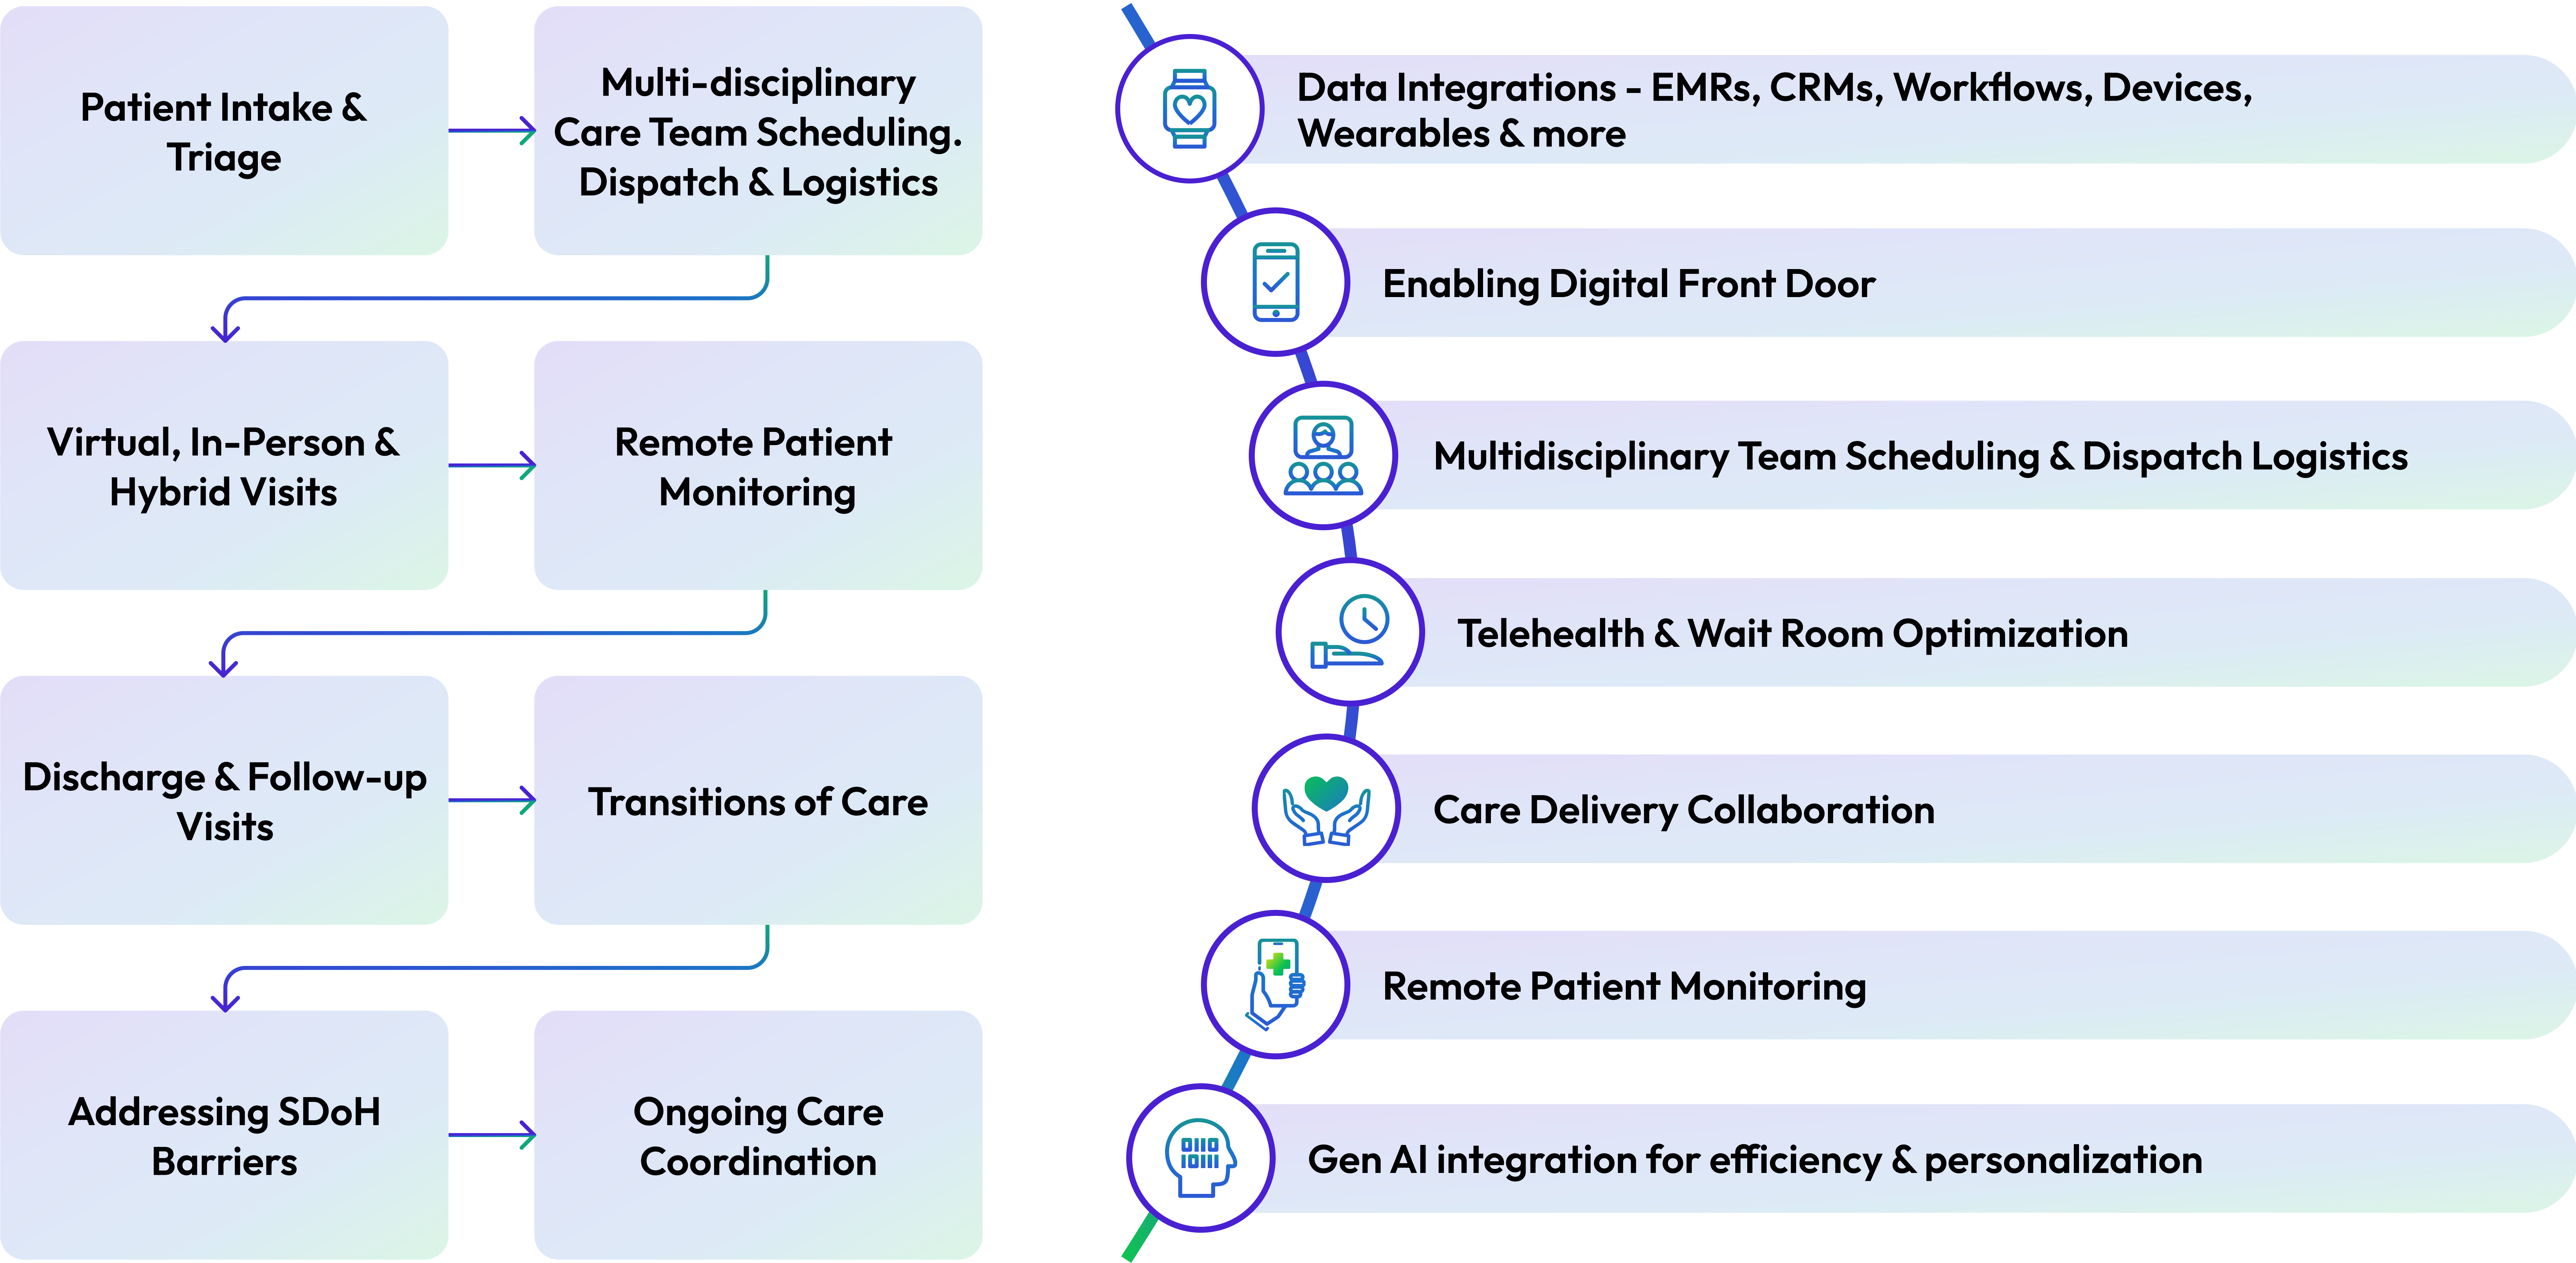 Patient Intake &
Triage
Multi-disciplinary
Care Team Scheduling.
Dispatch & Logistics
Virtual, In-Person &
Hybrid Visits
Remote Patient
Monitoring
Discharge & Follow-up
Visits
Transitions of Care
Addressing SDoH
Barriers
Ongoing Care
Coordination
Data Integrations - EMRs, CRMs, Workflows, Devices,
Wearables & more
Enabling Digital Front Door
Multidisciplinary Team Scheduling & Dispatch Logistics
Telehealth & Wait Room Optimization
Care Delivery Collaboration
Remote Patient Monitoring
Gen AI integration for efficiency & personalization